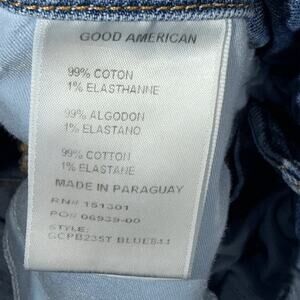 GOOD AMERICAN
99% COTON
1% ELASTHANNE
99% ALGODON
1% ELASTANO
99% COTTON
1% ELASTANE
MADE IN PARAGUAY
RN# 151301
PO# 06939-00
STYLE:
GCPB235T BLUE844